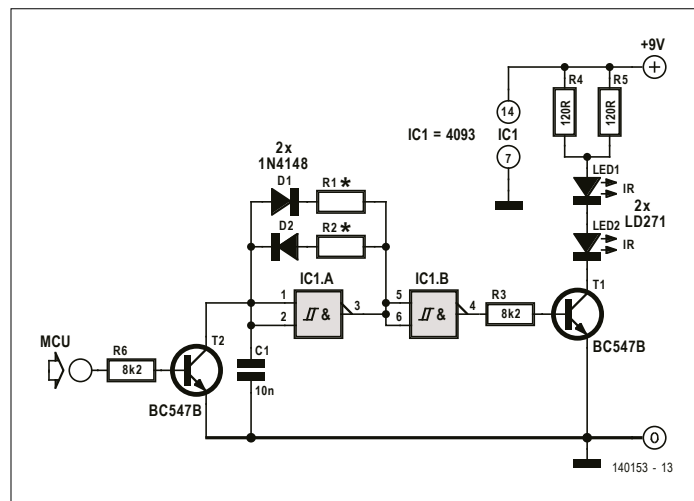 +9V
R4
R5
120R
120R
14
IC1 = 4093
IC1
7
2x
1N4148
D1
R1 *
D2
R2 *
LED1
IR
2x
LD271
LED2
IR
IC1.A
IC1.B
1
2
&
3
5
6
&
4
R3
8k2
T1
BC547B
MCU
R6
8k2
T2
BC547B
C1
10n
0
140153 - 13